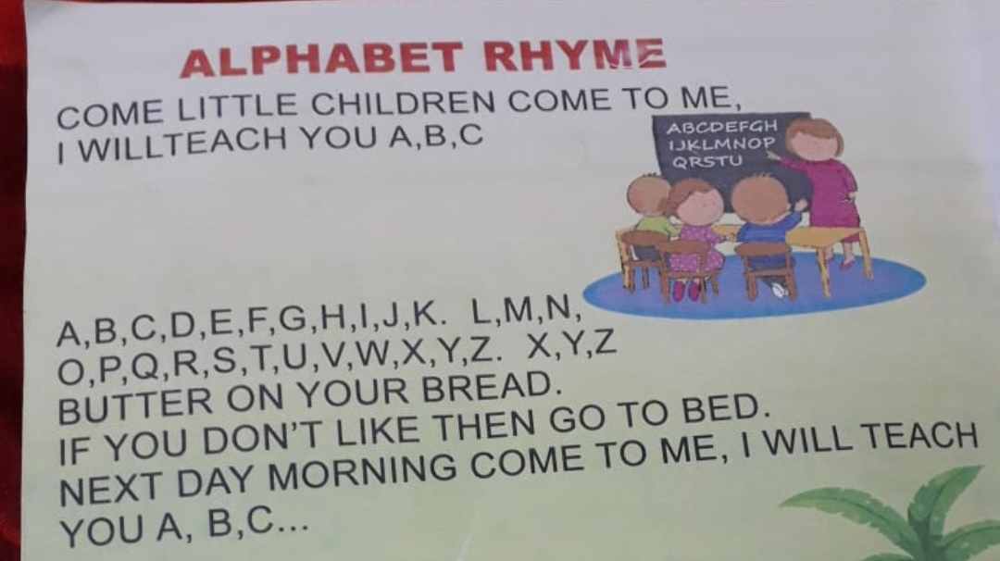 ALPHABET RHYME
COME LITTLE CHILDREN COME TO ME,
I WILLTEACH YOU A,B,C
ABCDEFGH
IJKLMNOP
QRSTU
A,B,C,D,E,F,G,H,I,J,K. L,M,N,
O,P,Q,R,S,T,U,V,W,X,Y,Z. X,Y,Z
BUTTER ON YOUR BREAD.
IF YOU DON'T LIKE THEN GO TO BED.
NEXT DAY MORNING COME TO ME, I WILL TEACH
YOU A, B,C...